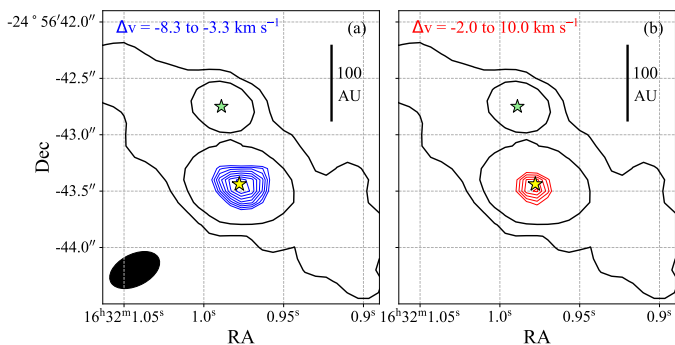 -24 ° 56′42.0″
-42.5″
-43.0″
-43.5″
-44.0″
Dec
Δv = -8.3 to -3.3 km s⁻¹
(a)
100
AU
16ʰ32ᵐ1.05ˢ
1.0ˢ
0.95ˢ
0.9ˢ
RA
Δv = -2.0 to 10.0 km s⁻¹
(b)
100
AU
16ʰ32ᵐ1.05ˢ
1.0ˢ
0.95ˢ
0.9ˢ
RA